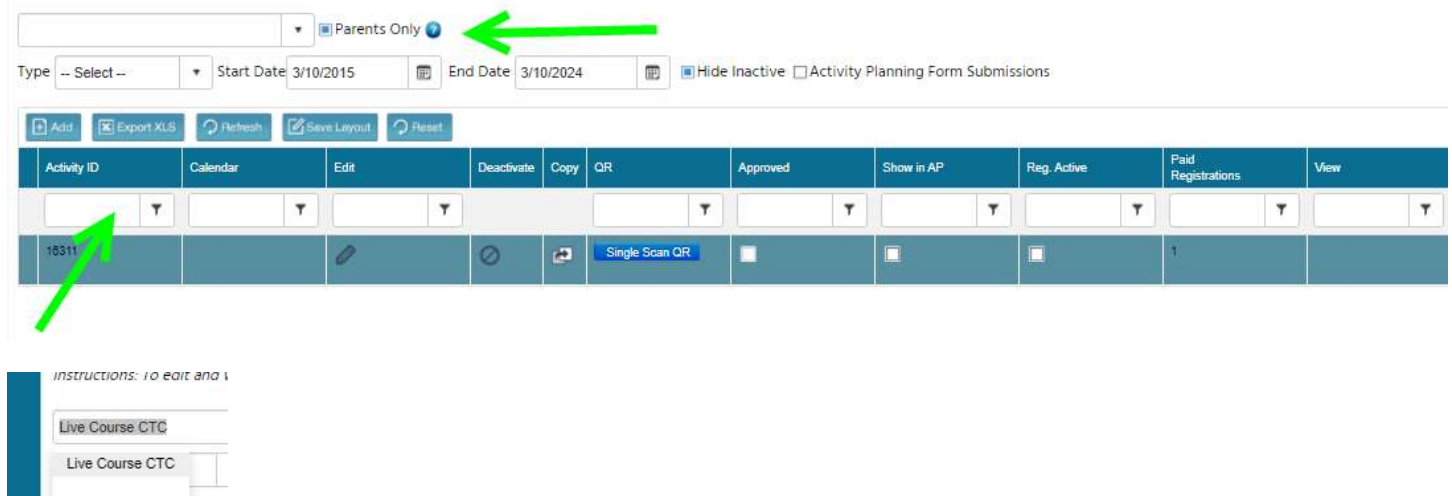 Parents Only ?
Type -- Select -- Start Date 3/10/2015 End Date 3/10/2024 Hide Inactive Activity Planning Form Submissions
Add Export XLS Refresh Save Layout Reset
Activity ID Calendar Edit Deactivate Copy QR Approved Show in AP Reg. Active Paid Registrations View
16311 Single Scan QR 1
Instructions: To edit and
Live Course CTC
Live Course CTC